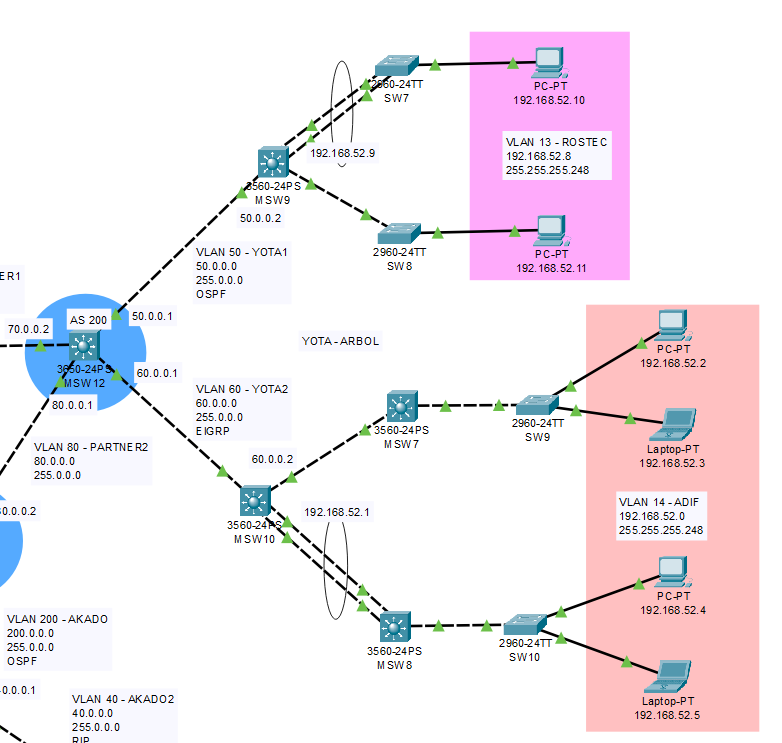 2960-24TT
SW7
PC-PT
192.168.52.10
192.168.52.9
VLAN 13 - ROSTEC
192.168.52.8
255.255.255.248
3560-24PS
MSW9
50.0.0.2
2960-24TT
SW8
PC-PT
192.168.52.11
VLAN 50 - YOTA1
50.0.0.0
255.0.0.0
OSPF
ER1
AS 200
50.0.0.1
70.0.0.2
3650-24PS
MSW12
60.0.0.1
80.0.0.1
YOTA - ARBOL
PC-PT
192.168.52.2
VLAN 60 - YOTA2
60.0.0.0
255.0.0.0
EIGRP
3560-24PS
MSW7
2960-24TT
SW9
Laptop-PT
192.168.52.3
VLAN 80 - PARTNER2
80.0.0.0
255.0.0.0
60.0.0.2
3560-24PS
MSW10
192.168.52.1
VLAN 14 - ADIF
192.168.52.0
255.255.255.248
0.0.0.2
PC-PT
192.168.52.4
3560-24PS
MSW8
2960-24TT
SW10
Laptop-PT
192.168.52.5
VLAN 200 - AKADO
200.0.0.0
255.0.0.0
OSPF
0.0.0.1
VLAN 40 - AKADO2
40.0.0.0
255.0.0.0
RIP